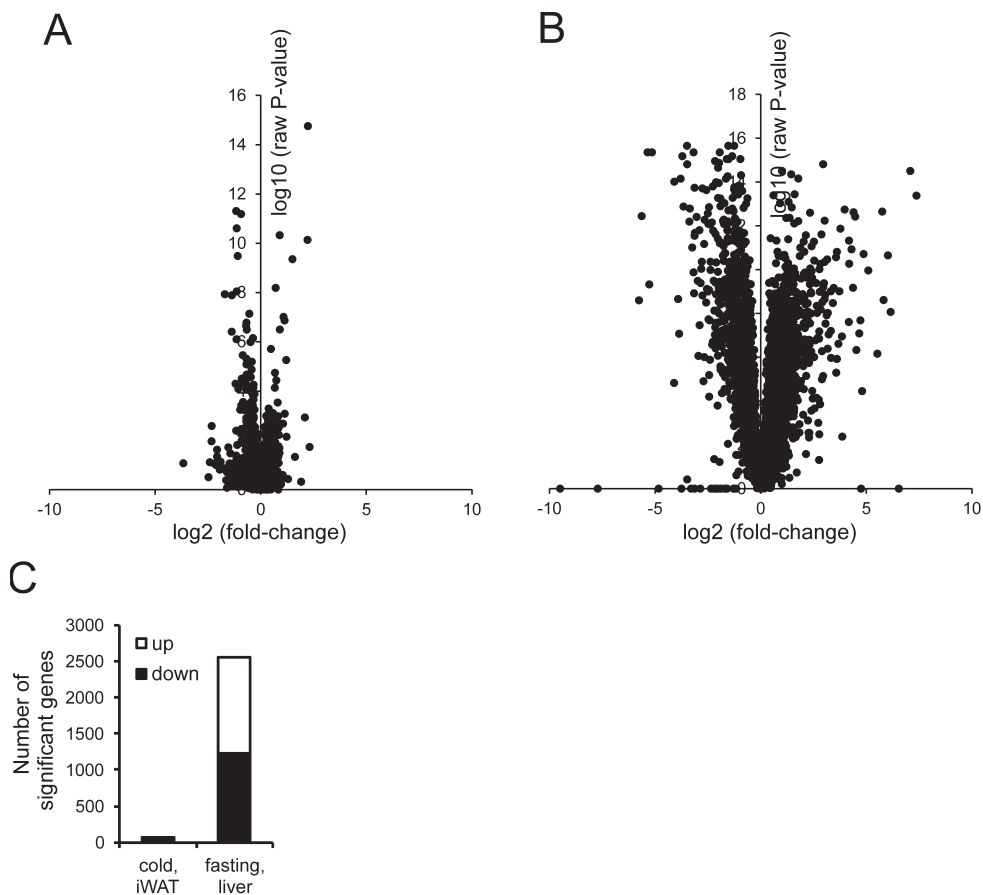 A
B
log10 (raw P-value)
16
14
12
10
8
6
0
-10
-5
0
5
10
log2 (fold-change)
log10 (raw P-value)
18
16
14
2
0
-10
-5
0
5
10
log2 (fold-change)
C
Number of
significant genes
3000
2500
2000
1500
1000
500
0
up
down
cold,
iWAT
fasting,
liver